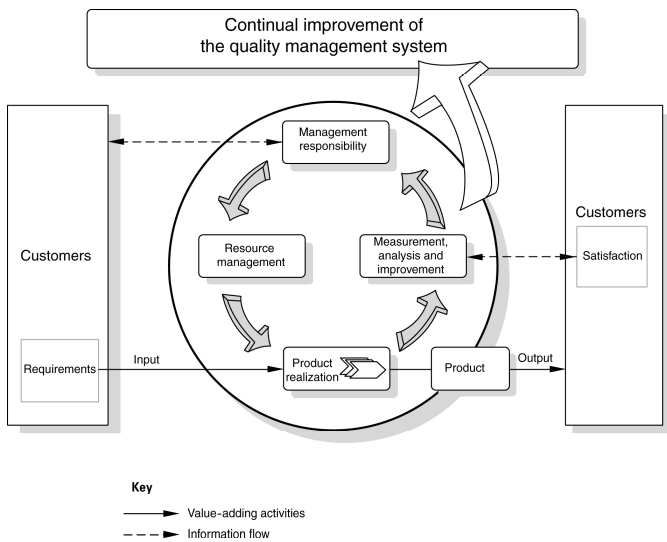 Continual improvement of
the quality management system
Management
responsibility
Customers
Customers
Resource
management
Measurement,
analysis and
improvement
Satisfaction
Requirements
Input
Product
realization
Product
Output
Key
Value-adding activities
Information flow